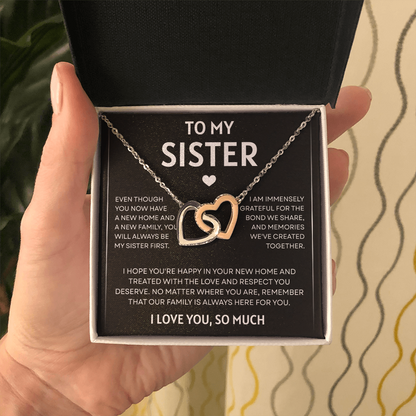 TO MY
SISTER
EVEN THOUGH
YOU NOW HAVE
A NEW HOME AND
A NEW FAMILY, YOU
WILL ALWAYS BE
MY SISTER FIRST.
I AM IMMENSELY
GRATEFUL FOR THE
BOND WE SHARE,
AND MEMORIES
WE'VE CREATED
TOGETHER.
I HOPE YOU'RE HAPPY IN YOUR NEW HOME AND
TREATED WITH THE LOVE AND RESPECT YOU
DESERVE. NO MATTER WHERE YOU ARE, REMEMBER
THAT OUR FAMILY IS ALWAYS HERE FOR YOU.
I LOVE YOU, SO MUCH